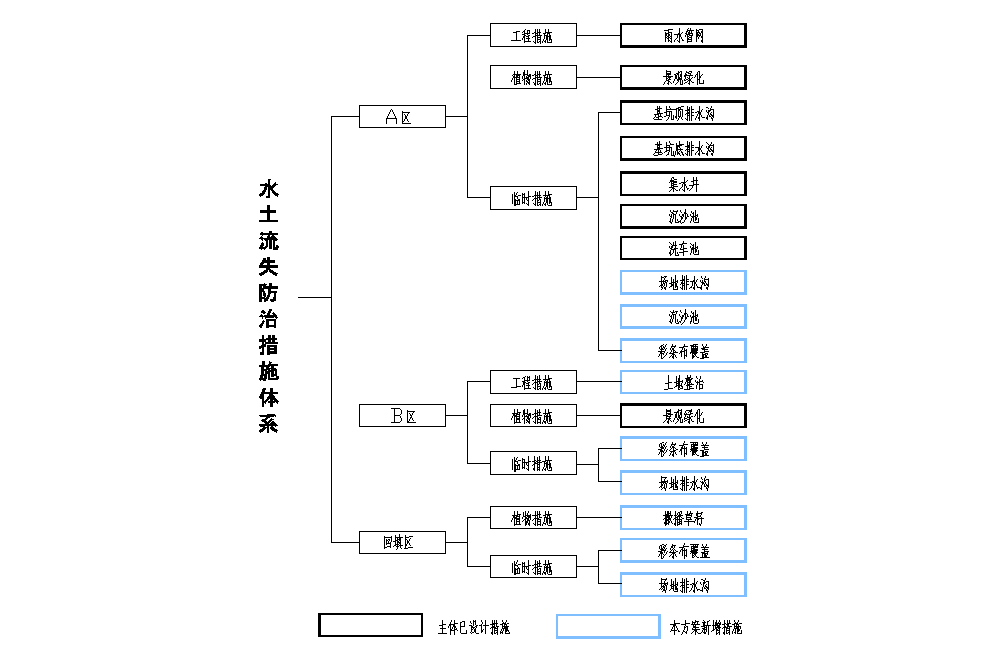 水土流失防治措施体系
A区
工程措施
雨水管网
植物措施
景观绿化
临时措施
基坑顶排水沟
基坑底排水沟
集水井
沉沙池
洗车池
场地排水沟
沉沙池
彩条布覆盖
B区
工程措施
土地整治
植物措施
景观绿化
临时措施
彩条布覆盖
场地排水沟
回填区
植物措施
撒播草籽
临时措施
彩条布覆盖
场地排水沟
主体已设计措施
本方案新增措施